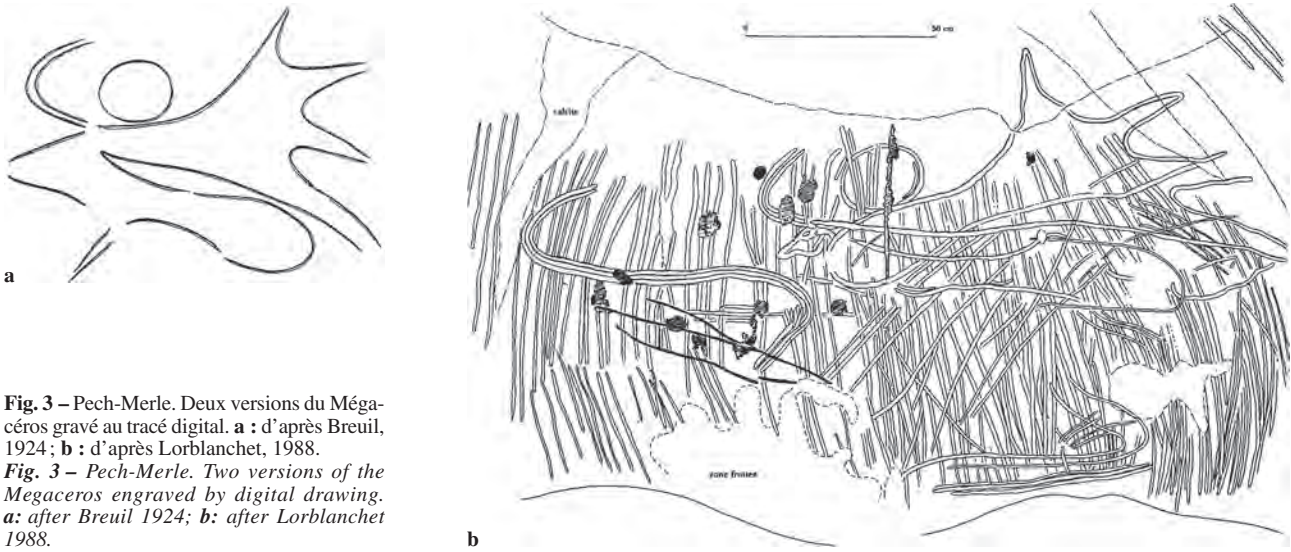 0
50 cm
calcite
a
Fig. 3 – Pech-Merle. Deux versions du Méga-
céros gravé au tracé digital. a : d'après Breuil,
1924 ; b : d'après Lorblanchet, 1988.
Fig. 3 – Pech-Merle. Two versions of the
Megaceros engraved by digital drawing.
a: after Breuil 1924; b: after Lorblanchet
1988.
zone frottée
b